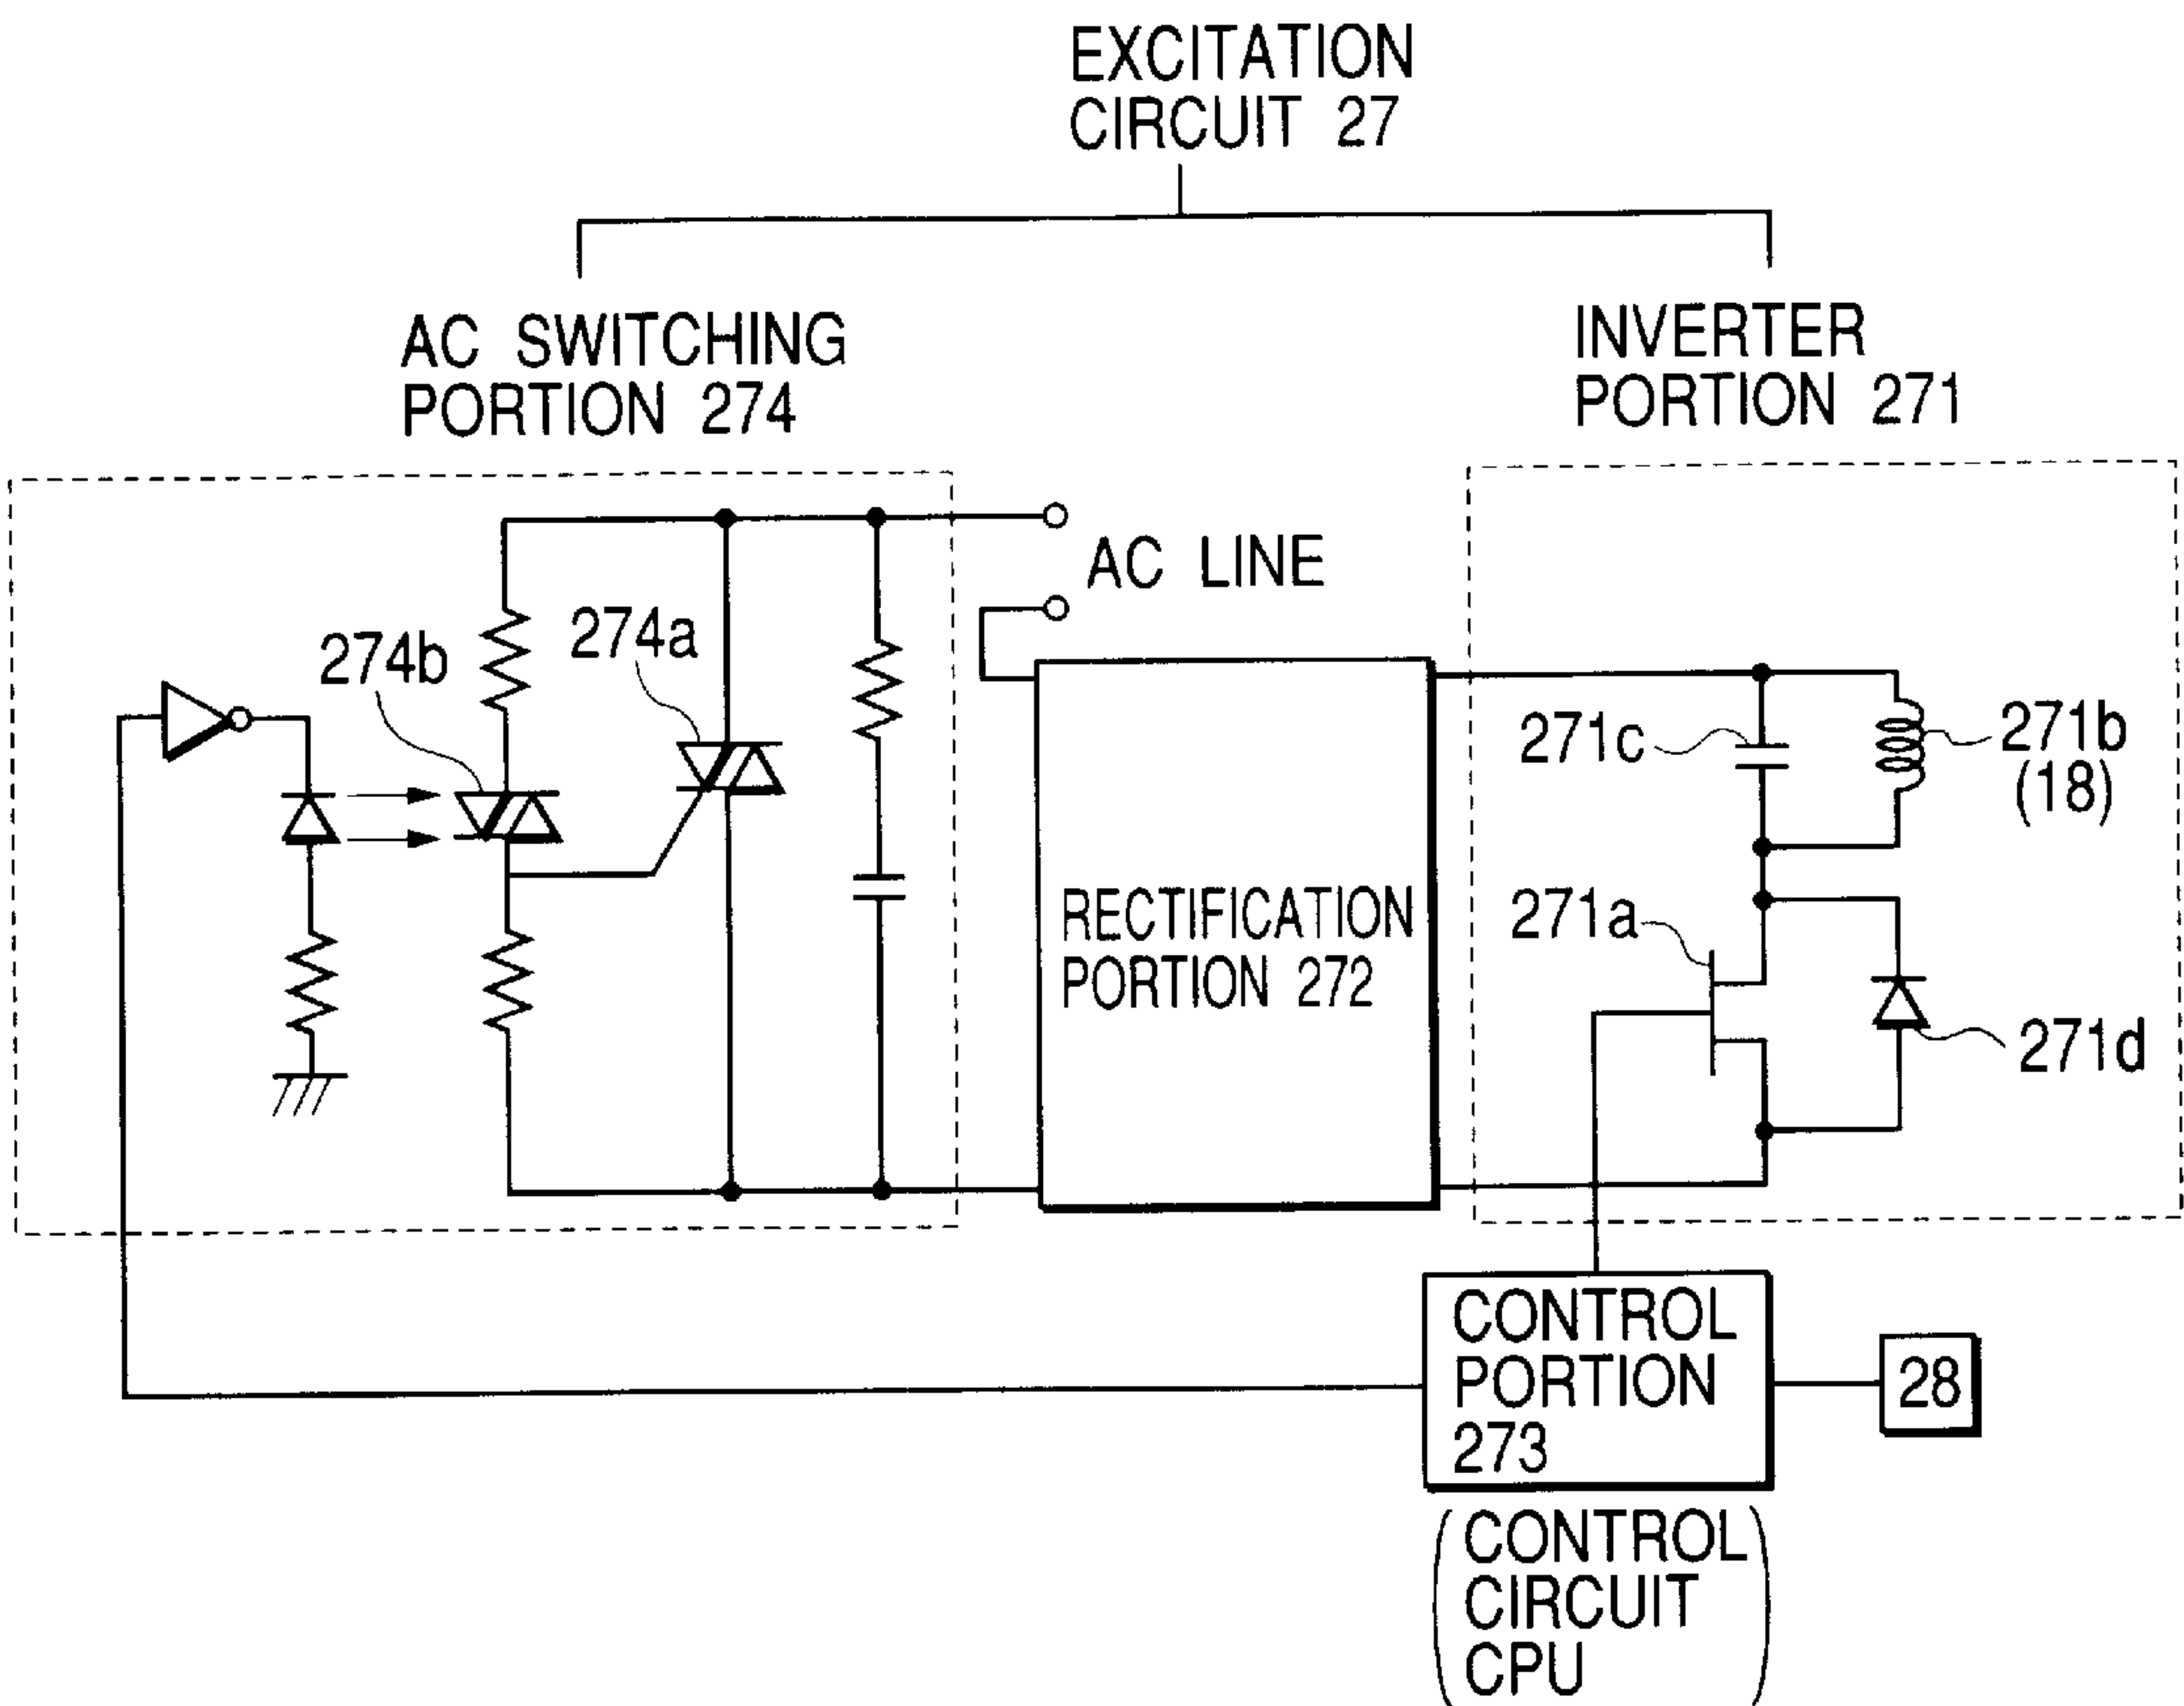 EXCITATION
CIRCUIT 27
AC SWITCHING
PORTION 274
INVERTER
PORTION 271
AC LINE
274b
274a
271c
271b
(18)
271a
271d
RECTIFICATION
PORTION 272
CONTROL
PORTION
273
28
(CONTROL
CIRCUIT
CPU)